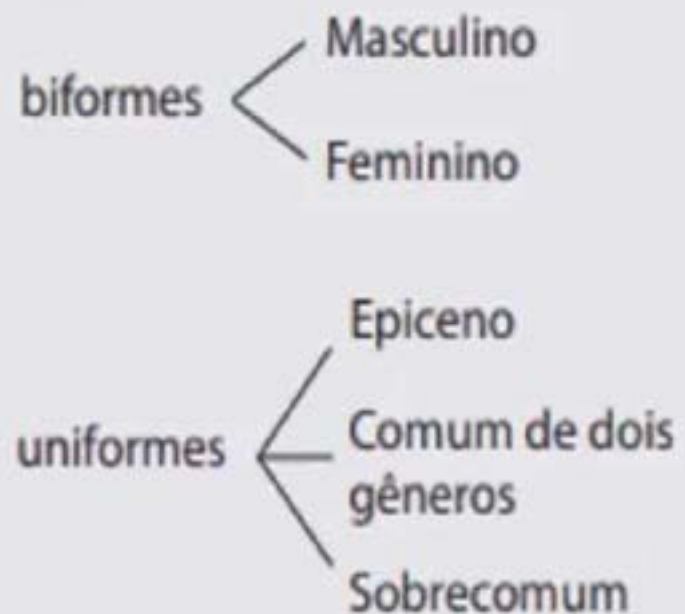 biformes
Masculino
Feminino
uniformes
Epiceno
Comum de dois
gêneros
Sobrecomum